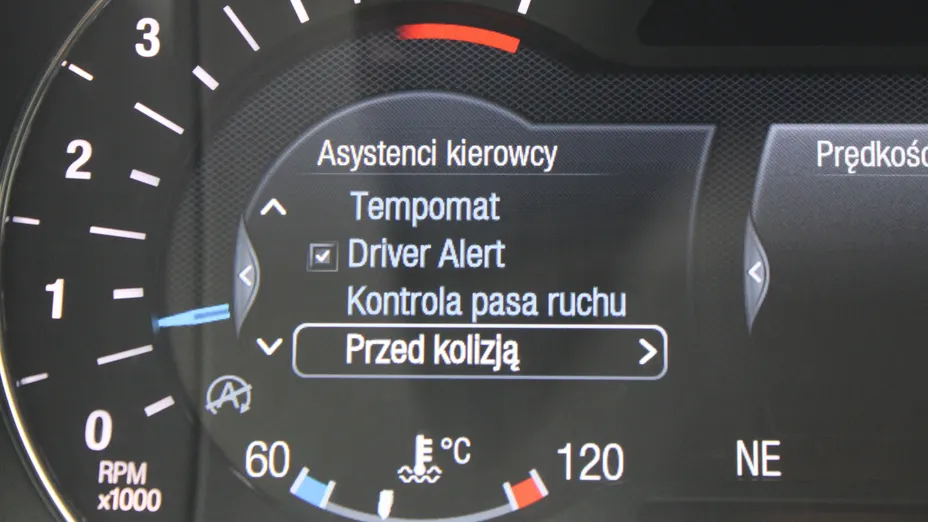 3
2
1
0
RPM
x1000
Asystenci kierowcy
Tempomat
Driver Alert
Kontrola pasa ruchu
Przed kolizją
A
60
°C
120
NE